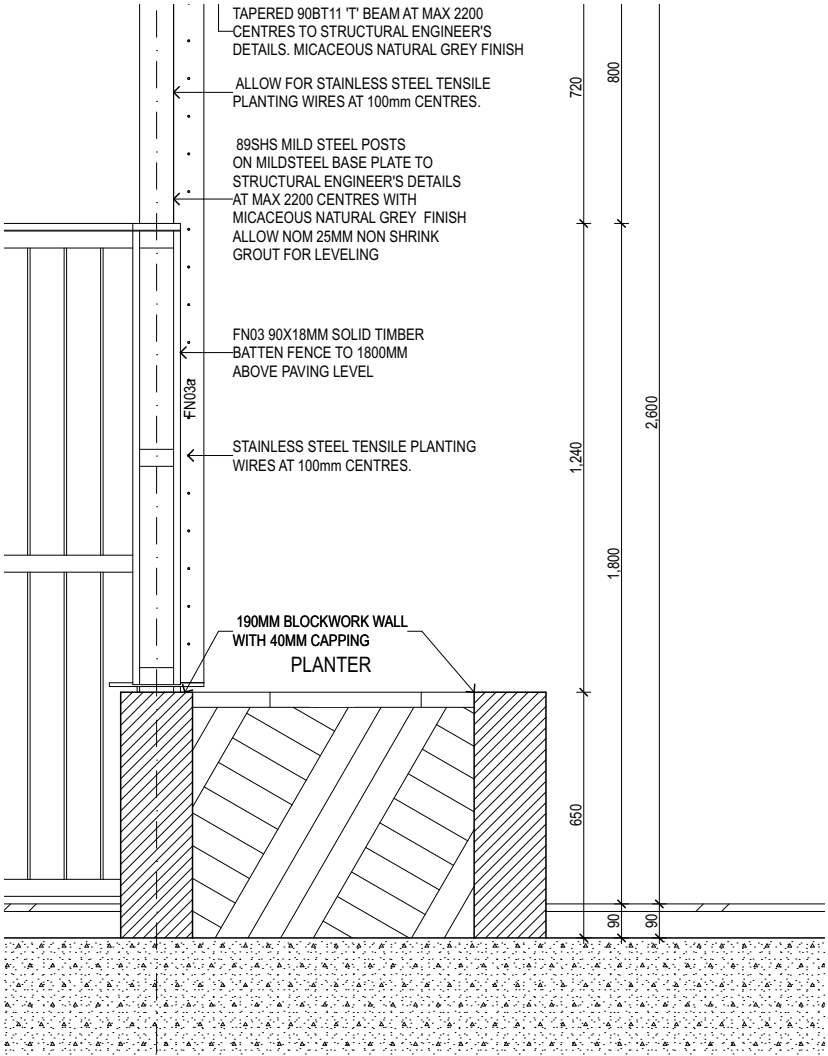 TAPERED 90BT11 'T' BEAM AT MAX 2200
CENTRES TO STRUCTURAL ENGINEER'S
DETAILS. MICACEOUS NATURAL GREY FINISH
ALLOW FOR STAINLESS STEEL TENSILE
PLANTING WIRES AT 100mm CENTRES.
89SHS MILD STEEL POSTS
ON MILDSTEEL BASE PLATE TO
STRUCTURAL ENGINEER'S DETAILS
AT MAX 2200 CENTRES WITH
MICACEOUS NATURAL GREY FINISH
ALLOW NOM 25MM NON SHRINK
GROUT FOR LEVELING
FN03 90X18MM SOLID TIMBER
BATTEN FENCE TO 1800MM
ABOVE PAVING LEVEL
FN03a
STAINLESS STEEL TENSILE PLANTING
WIRES AT 100mm CENTRES.
190MM BLOCKWORK WALL
WITH 40MM CAPPING
PLANTER
720
800
1,240
2,600
1,800
650
90
90